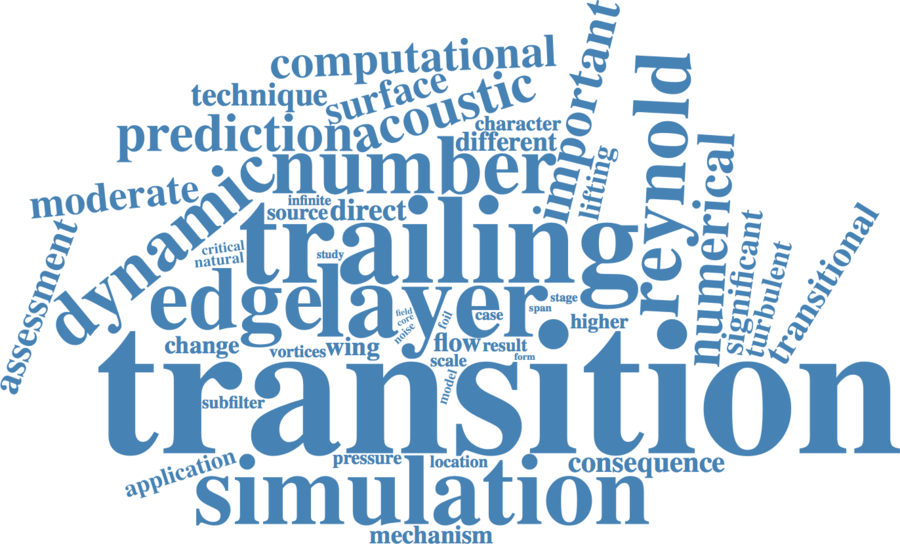 important
computational
technique
surface
acoustic
reynold
prediction
character
different
number
lifting
numerical
moderate
dynamic
infinite
source
direct
trailing
critical
natural
study
significant
turbulent
transitional
assessment
edge
layer
field
core
noise
foil
case
stage
span
higher
change
vortices
wing
flow
result
scale
form
model
transition
subfilter
application
pressure
location
consequence
simulation
mechanism